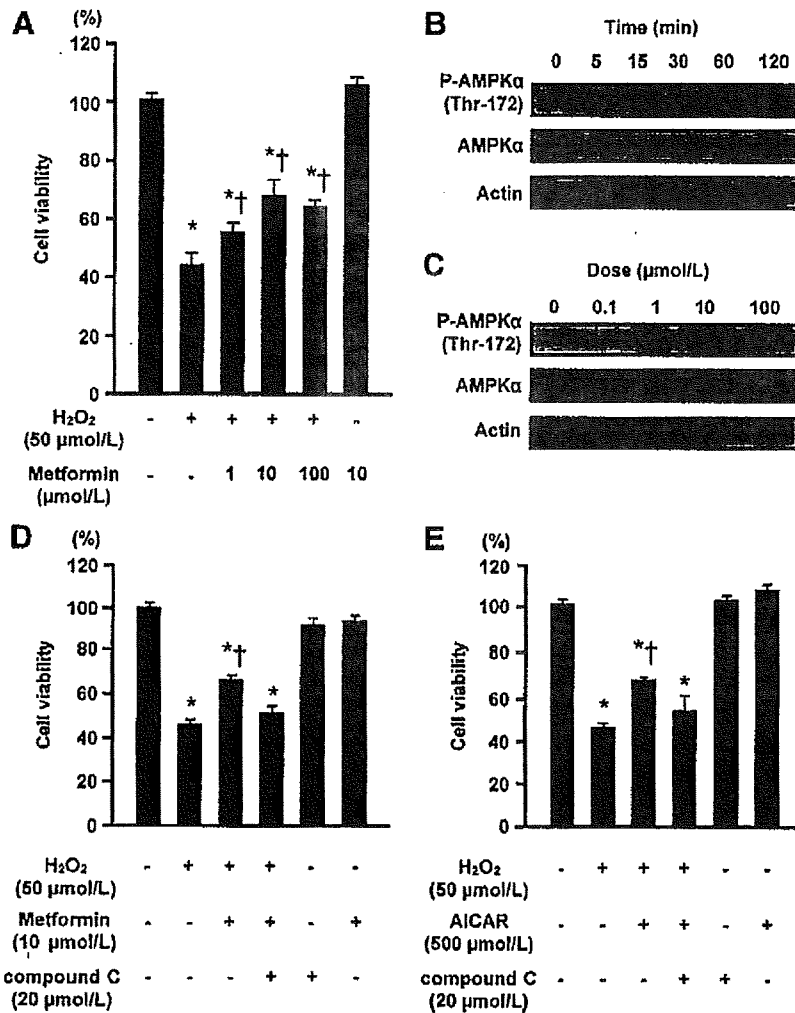 A
(%)
120
100
80
60
40
20
0
Cell viability
* *† *† *†
H₂O₂ - + + + + -
(50 µmol/L)
Metformin - - 1 10 100 10
(µmol/L)
B
Time (min)
0 5 15 30 60 120
P-AMPKα
(Thr-172)
AMPKα
Actin
C
Dose (µmol/L)
0 0.1 1 10 100
P-AMPKα
(Thr-172)
AMPKα
Actin
D
(%)
120
100
80
60
40
20
0
Cell viability
* *† *
H₂O₂ - + + + - -
(50 µmol/L)
Metformin - - + + - +
(10 µmol/L)
compound C - - - + + -
(20 µmol/L)
E
(%)
120
100
80
60
40
20
0
Cell viability
* *† *
H₂O₂ - + + + - -
(50 µmol/L)
AICAR - - + + - +
(500 µmol/L)
compound C - - - + + -
(20 µmol/L)